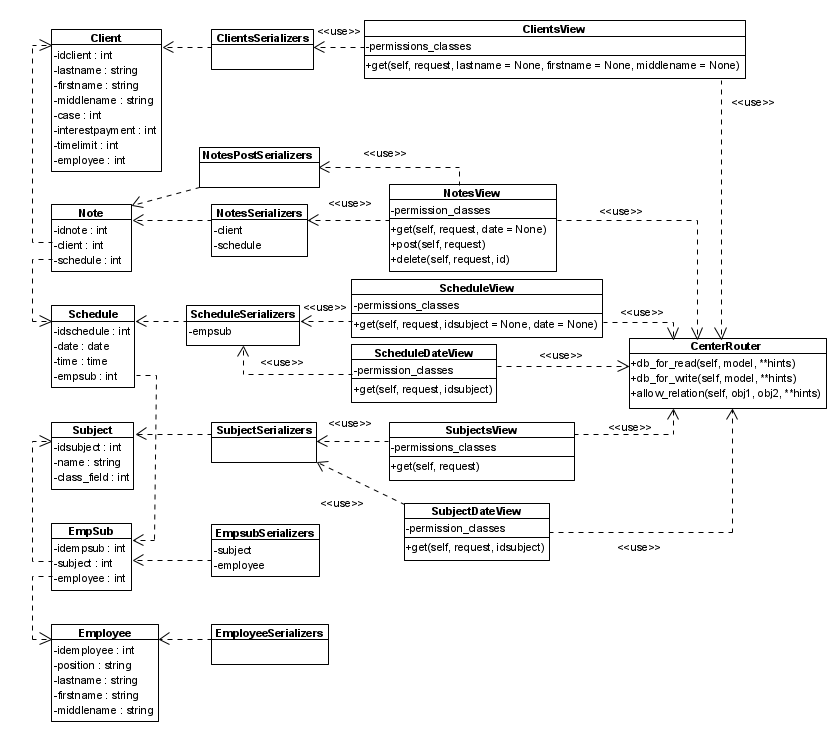 Client
-idclient : int
-lastname : string
-firstname : string
-middlename : string
-case : int
-interestpayment : int
-timelimit : int
-employee : int
ClientsSerializers
<<use>>
ClientsView
-permissions_classes
+get(self, request, lastname = None, firstname = None, middlename = None)
<<use>>
NotesPostSerializers
<<use>>
Note
-idnote : int
-client : int
-schedule : int
NotesSerializers
-client
-schedule
<<use>>
NotesView
-permission_classes
+get(self, request, date = None)
+post(self, request)
+delete(self, request, id)
<<use>>
Schedule
-idschedule : int
-date : date
-time : time
-empsub : int
ScheduleSerializers
-empsub
<<use>>
ScheduleView
-permissions_classes
+get(self, request, idsubject = None, date = None)
<<use>>
<<use>>
ScheduleDateView
-permission_classes
+get(self, request, idsubject)
<<use>>
CenterRouter
+db_for_read(self, model, **hints)
+db_for_write(self, model, **hints)
+allow_relation(self, obj1, obj2, **hints)
Subject
-idsubject : int
-name : string
-class_field : int
SubjectSerializers
<<use>>
SubjectsView
-permissions_classes
+get(self, request)
<<use>>
<<use>>
SubjectDateView
-permission_classes
+get(self, request, idsubject)
<<use>>
EmpSub
-idempsub : int
-subject : int
-employee : int
EmpsubSerializers
-subject
-employee
Employee
-idemployee : int
-position : string
-lastname : string
-firstname : string
-middlename : string
EmployeeSerializers